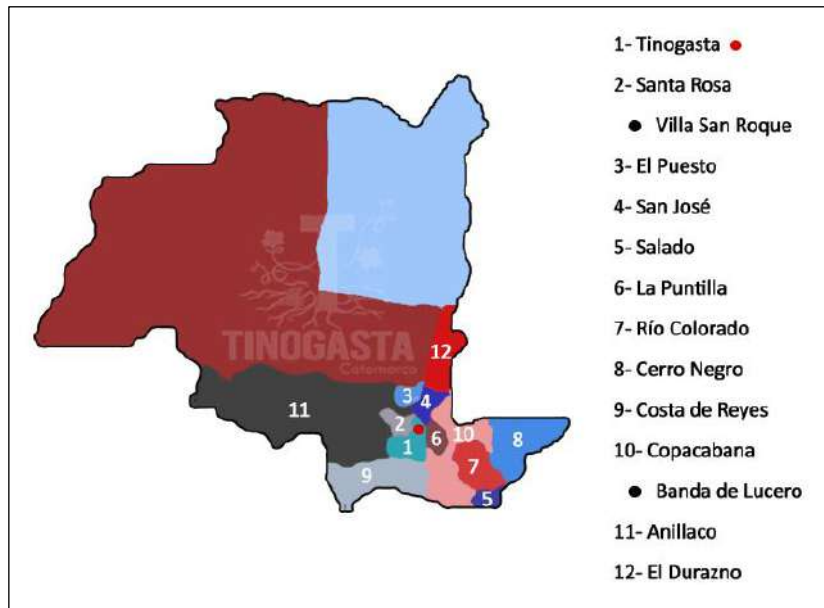 1- Tinogasta
2- Santa Rosa
Villa San Roque
3- El Puesto
4- San José
5- Salado
6- La Puntilla
7- Río Colorado
8- Cerro Negro
9- Costa de Reyes
10- Copacabana
Banda de Lucero
11- Anillaco
12- El Durazno
TINOGASTA
Catamarca
12
3
11
4
2
10
6
8
1
7
9
5